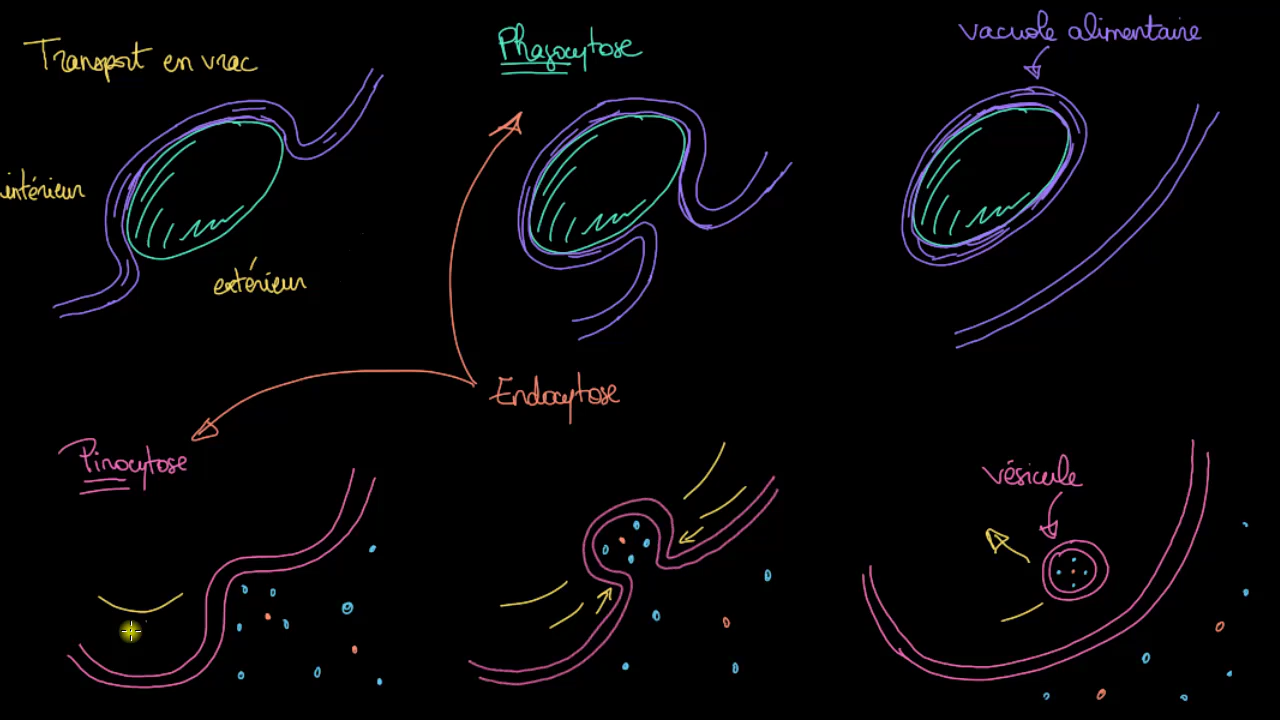 Transport en vrac
Phagocytose
vacuole alimentaire
intérieur
extérieur
Endocytose
Pinocytose
vésicule